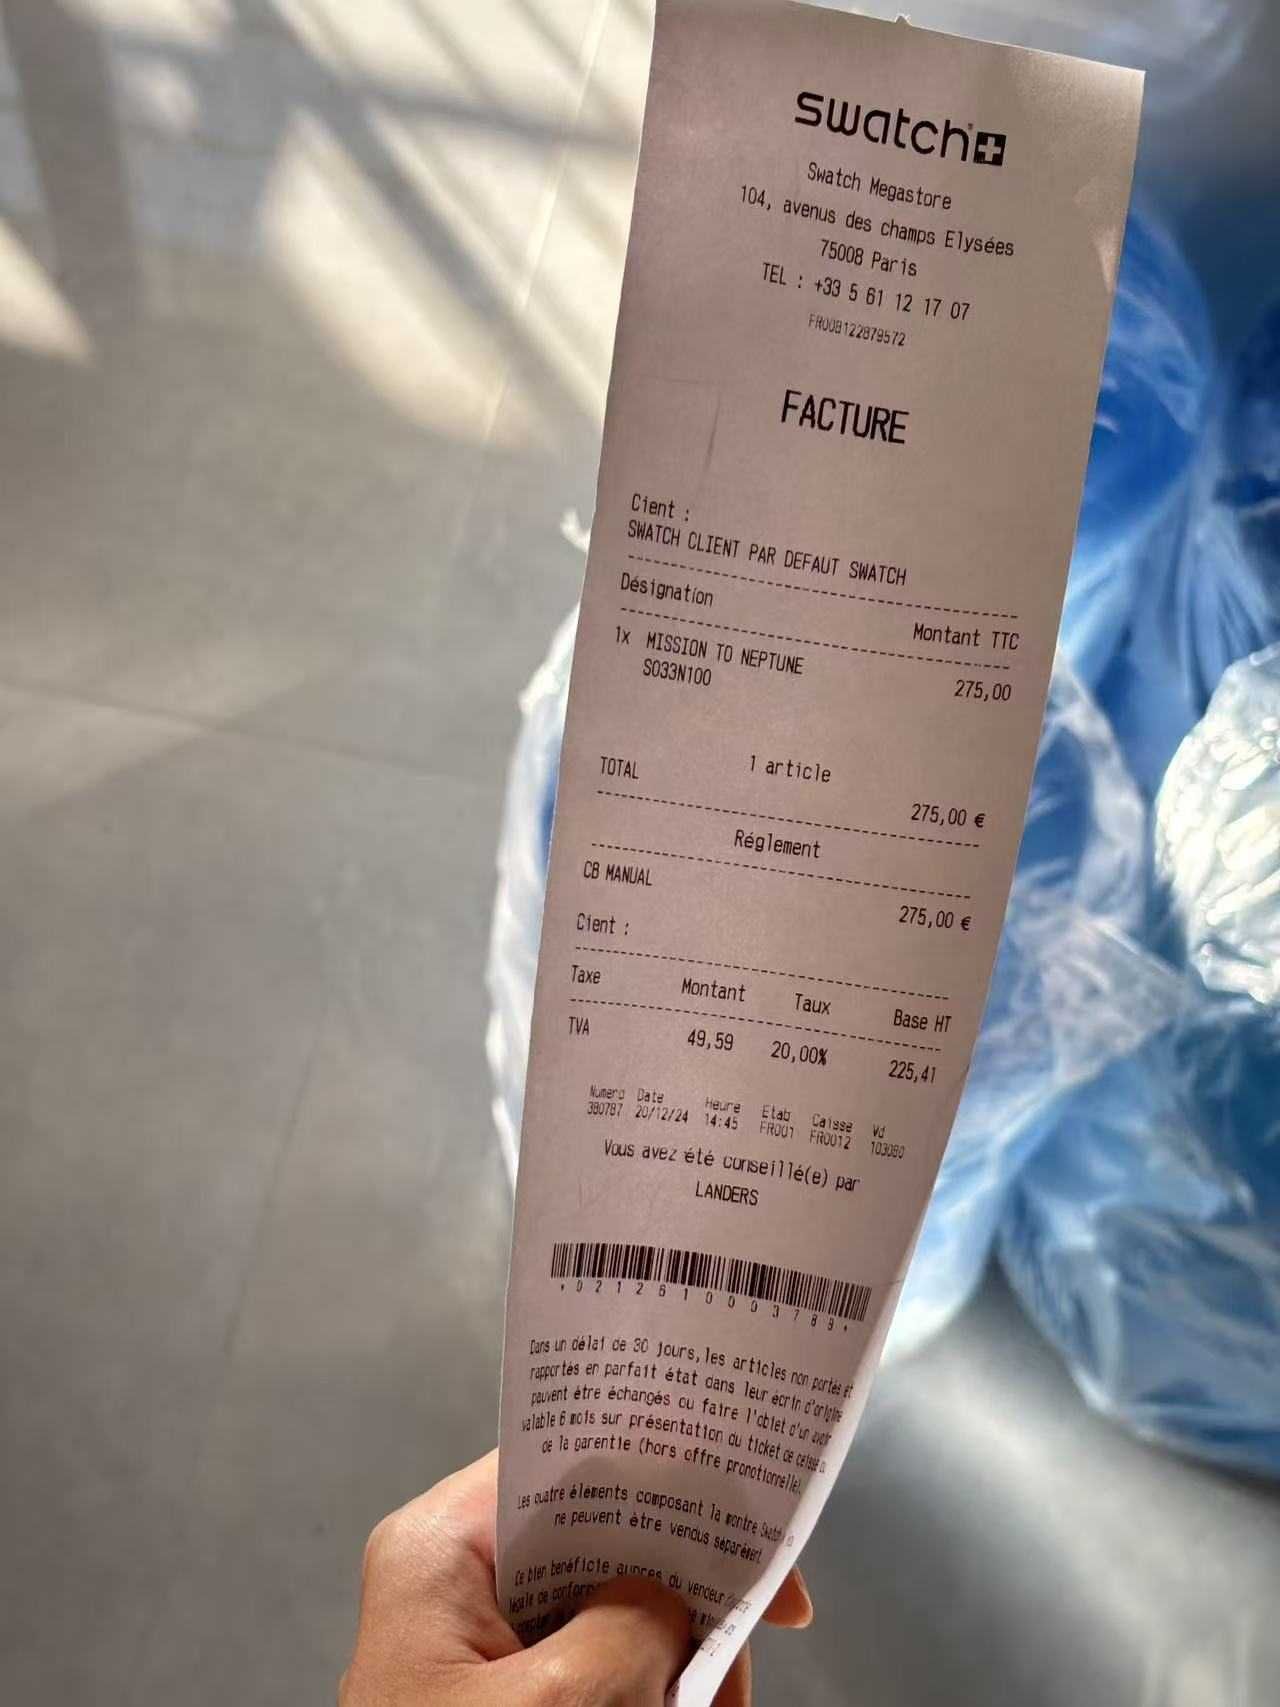 swatch
Swatch Megastore
104, avenus des champs Elysées
75008 Paris
TEL : +33 5 61 12 17 07
FR008122879572
FACTURE
Cient :
SWATCH CLIENT PAR DEFAUT SWATCH
Désignation Montant TTC
1x MISSION TO NEPTUNE 275,00
SO33N100
TOTAL 1 article 275,00 €
Réglement
CB MANUAL 275,00 €
Cient :
Taxe Montant Taux Base HT
TVA 49,59 20,00% 225,41
Numero Date Heure Etab Caisse Vd
380787 20/12/24 14:45 FR001 FR0012 103080
Vous avez été conseillé(e) par
LANDERS
*0212610003789*
Dans un délai de 30 jours, les articles non portés et
rapportés en parfait état dans leur écrin d'origine
peuvent être échangés ou faire l'objet d'un avoir
valable 6 mois sur présentation du ticket de caisse
de la garentie (hors offre promotionnelle).
Les quatre éléments composant la montre Swatch
ne peuvent être vendus séparément
Ce bien bénéficie auprès du vendeur
légale de